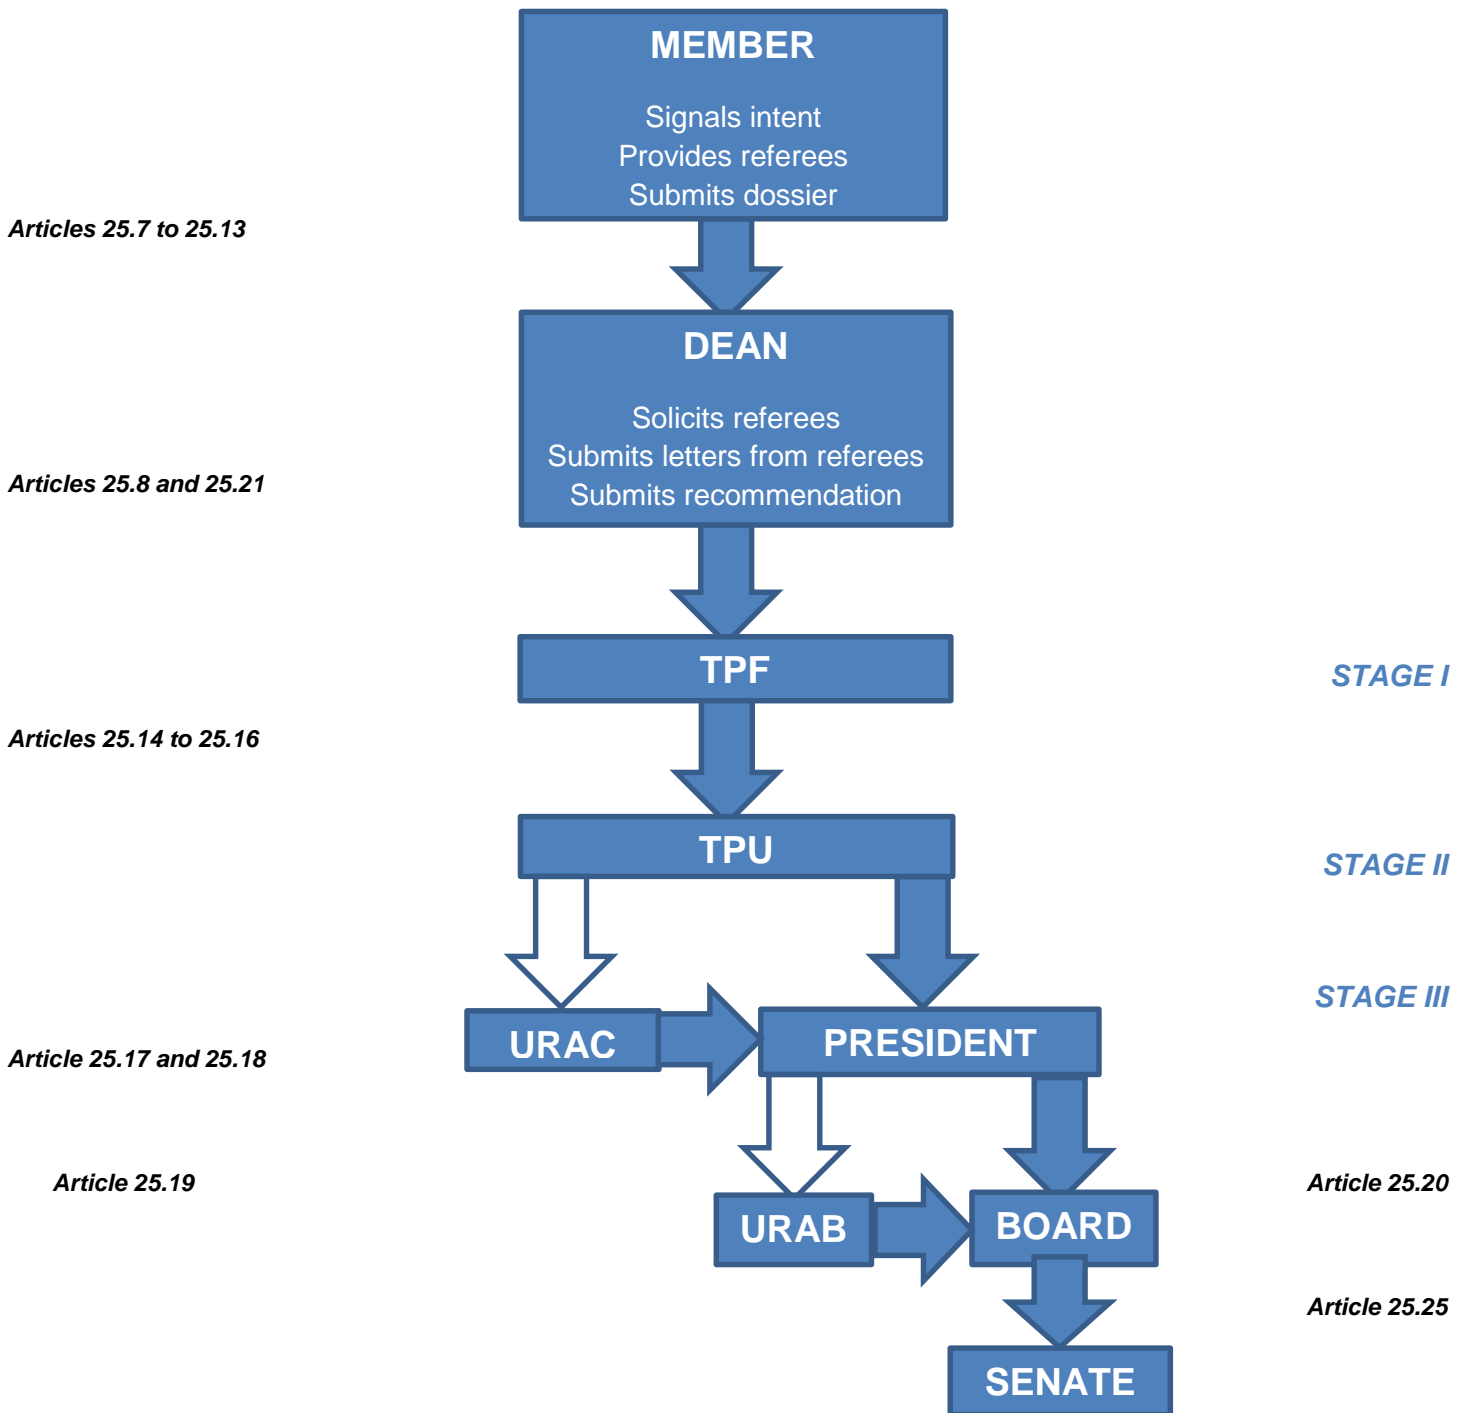 MEMBER
Signals intent
Provides referees
Submits dossier
Articles 25.7 to 25.13
DEAN
Solicits referees
Submits letters from referees
Submits recommendation
Articles 25.8 and 25.21
TPF
STAGE I
Articles 25.14 to 25.16
TPU
STAGE II
STAGE III
URAC
PRESIDENT
Article 25.17 and 25.18
Article 25.19
Article 25.20
URAB
BOARD
Article 25.25
SENATE